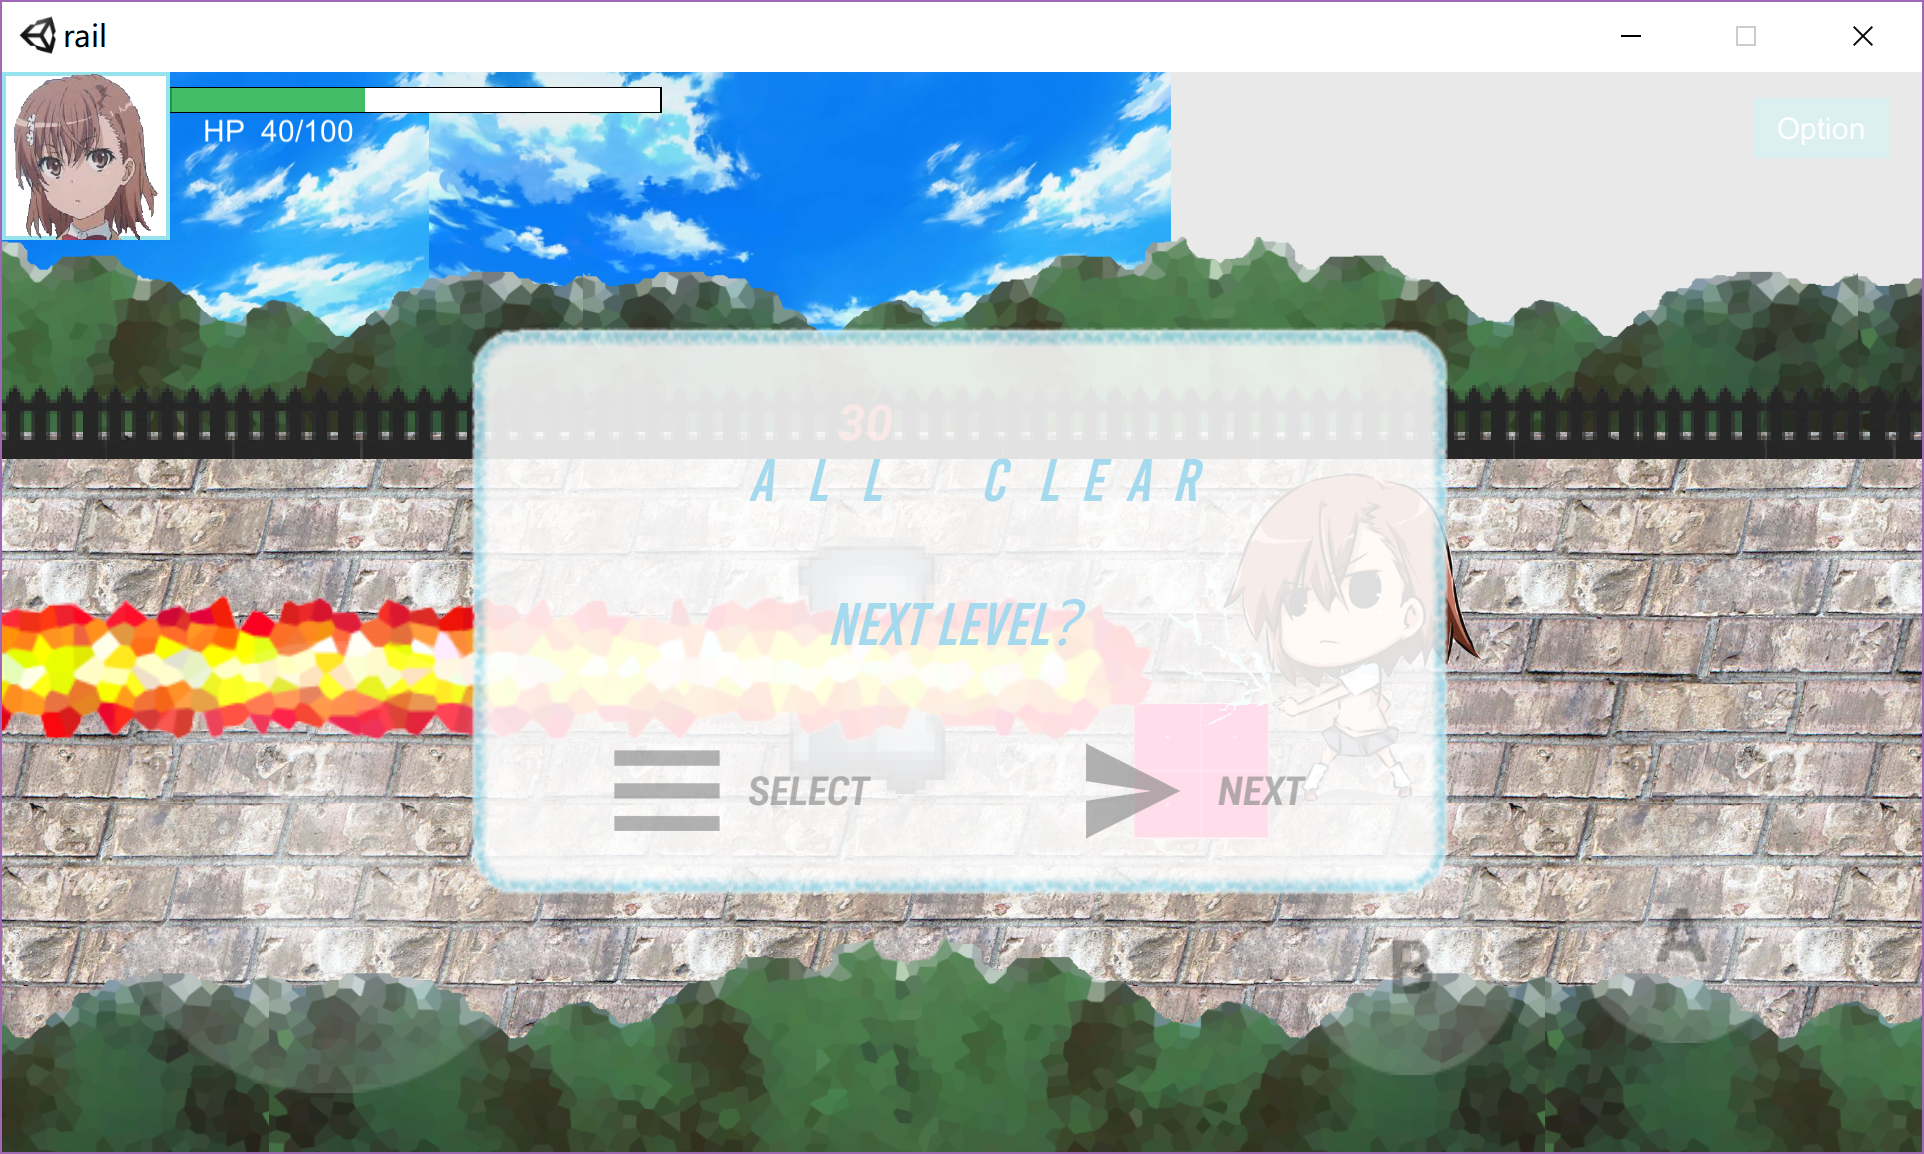 rail
HP 40/100
Option
30
ALL CLEAR
NEXT LEVEL?
SELECT
NEXT
A
B